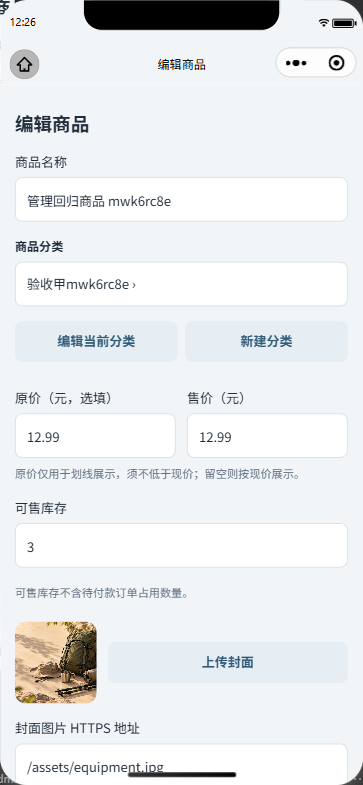 12:26
编辑商品
编辑商品
商品名称
管理回归商品 mwk6rc8e
商品分类
验收甲mwk6rc8e ›
编辑当前分类
新建分类
原价（元，选填）
售价（元）
12.99
12.99
原价仅用于划线展示，须不低于现价；留空则按现价展示。
可售库存
3
可售库存不含待付款订单占用数量。
上传封面
封面图片 HTTPS 地址
/assets/equipment.jpg